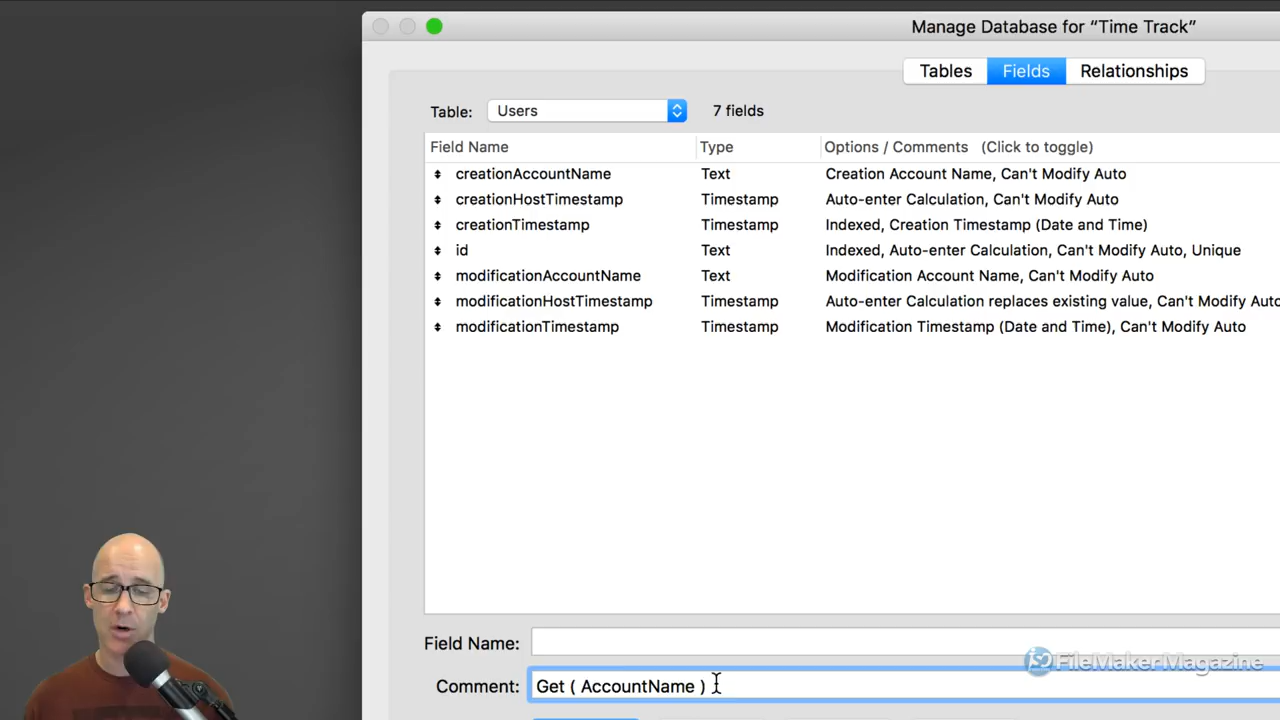 Manage Database for “Time Track”
Tables Fields Relationships
Table: Users 7 fields
Field Name Type Options / Comments (Click to toggle)
creationAccountName Text Creation Account Name, Can't Modify Auto
creationHostTimestamp Timestamp Auto-enter Calculation, Can't Modify Auto
creationTimestamp Timestamp Indexed, Creation Timestamp (Date and Time)
id Text Indexed, Auto-enter Calculation, Can't Modify Auto, Unique
modificationAccountName Text Modification Account Name, Can't Modify Auto
modificationHostTimestamp Timestamp Auto-enter Calculation replaces existing value, Can't Modify Auto
modificationTimestamp Timestamp Modification Timestamp (Date and Time), Can't Modify Auto
Field Name:
FileMakerMagazine
Comment: Get ( AccountName )